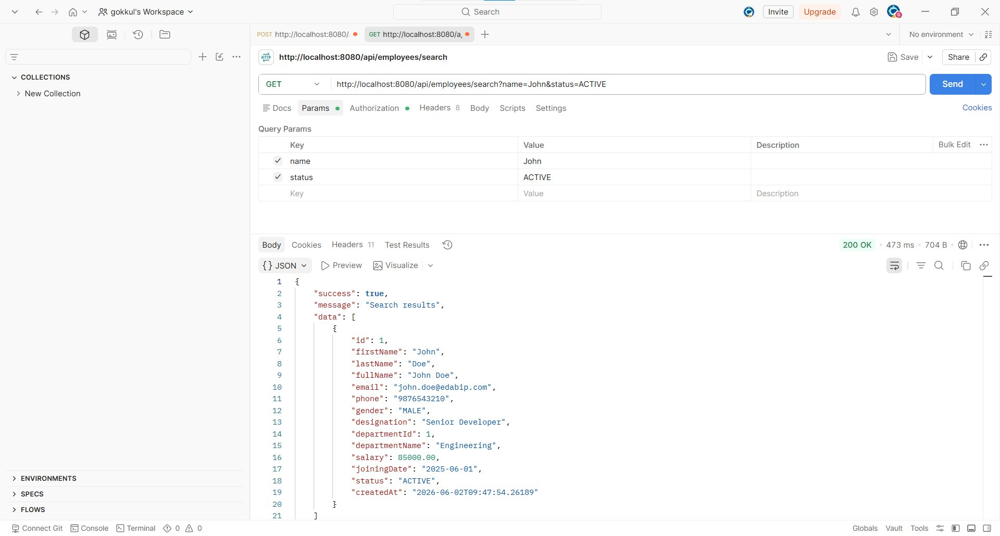 gokkul's Workspace
Search
Invite
Upgrade
POST http://localhost:8080/.
GET http://localhost:8080/a
No environment
HTTP
http://localhost:8080/api/employees/search
Save
Share
COLLECTIONS
New Collection
GET
http://localhost:8080/api/employees/search?name=John&status=ACTIVE
Send
Docs
Params
Authorization
Headers 8
Body
Scripts
Settings
Cookies
Query Params
Key Value Description Bulk Edit
name John
status ACTIVE
Key Value Description
Body Cookies Headers 11 Test Results
200 OK 473 ms 704 B
{} JSON Preview Visualize
1 {
2 "success": true,
3 "message": "Search results",
4 "data": [
5 {
6 "id": 1,
7 "firstName": "John",
8 "lastName": "Doe",
9 "fullName": "John Doe",
10 "email": "john.doe@edabip.com",
11 "phone": "9876543210",
12 "gender": "MALE",
13 "designation": "Senior Developer",
14 "departmentId": 1,
15 "departmentName": "Engineering",
16 "salary": 85000.00,
17 "joiningDate": "2025-06-01",
18 "status": "ACTIVE",
19 "createdAt": "2026-06-02T09:47:54.26189"
20 }
21 ]
ENVIRONMENTS
SPECS
FLOWS
Connect Git Console Terminal 0 0
Globals Vault Tools